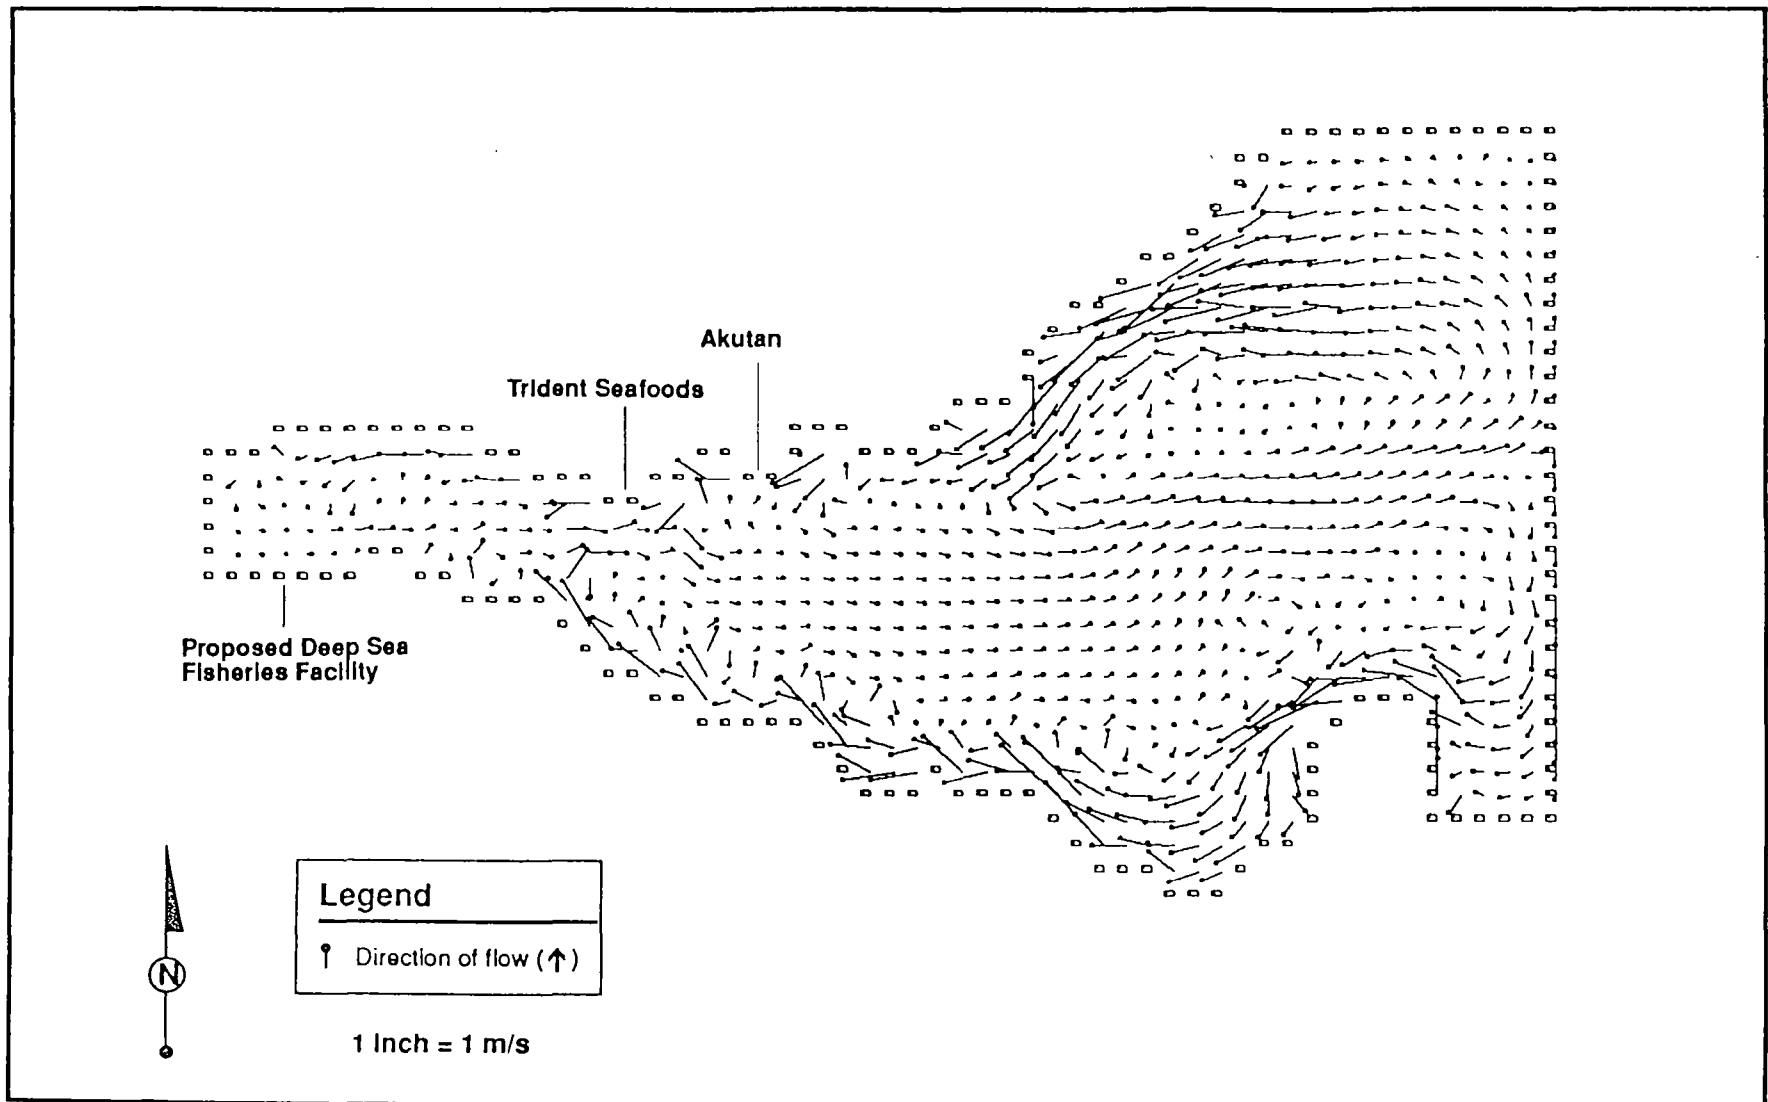 Akutan
Trident Seafoods
Proposed Deep Sea
Fisheries Facility
Legend
Direction of flow (↑)
N
1 Inch = 1 m/s